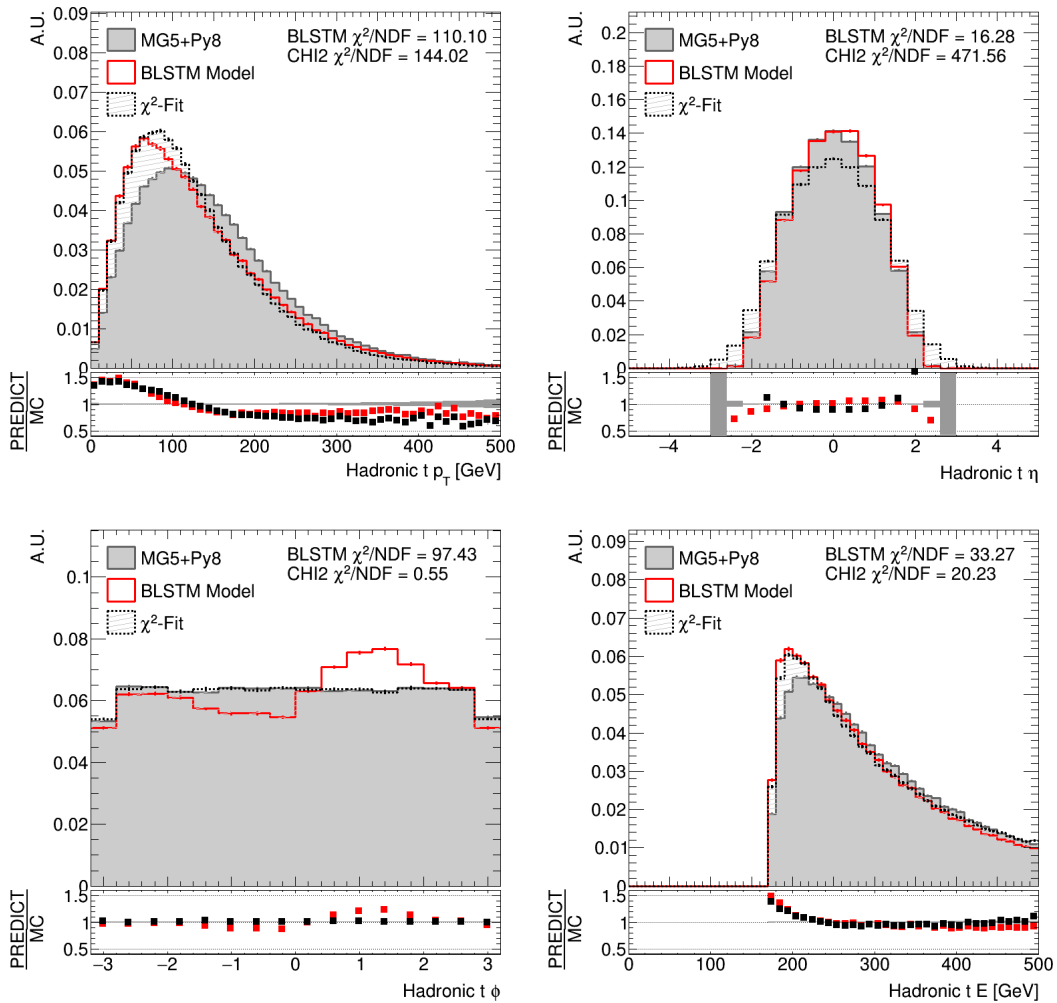 A.U.
0.09
0.08
0.07
0.06
0.05
0.04
0.03
0.02
0.01
0
MG5+Py8
BLSTM Model
χ²-Fit
BLSTM χ²/NDF = 110.10
CHI2 χ²/NDF = 144.02
PREDICT
MC
1.5
1
0.5
0 100 200 300 400 500
Hadronic t p_T [GeV]
A.U.
0.2
0.18
0.16
0.14
0.12
0.1
0.08
0.06
0.04
0.02
0
MG5+Py8
BLSTM Model
χ²-Fit
BLSTM χ²/NDF = 16.28
CHI2 χ²/NDF = 471.56
PREDICT
MC
1.5
1
0.5
−4 −2 0 2 4
Hadronic t η
A.U.
0.1
0.08
0.06
0.04
0.02
0
MG5+Py8
BLSTM Model
χ²-Fit
BLSTM χ²/NDF = 97.43
CHI2 χ²/NDF = 0.55
PREDICT
MC
1.5
1
0.5
−3 −2 −1 0 1 2 3
Hadronic t ϕ
A.U.
0.09
0.08
0.07
0.06
0.05
0.04
0.03
0.02
0.01
0
MG5+Py8
BLSTM Model
χ²-Fit
BLSTM χ²/NDF = 33.27
CHI2 χ²/NDF = 20.23
PREDICT
MC
1.5
1
0.5
0 100 200 300 400 500
Hadronic t E [GeV]